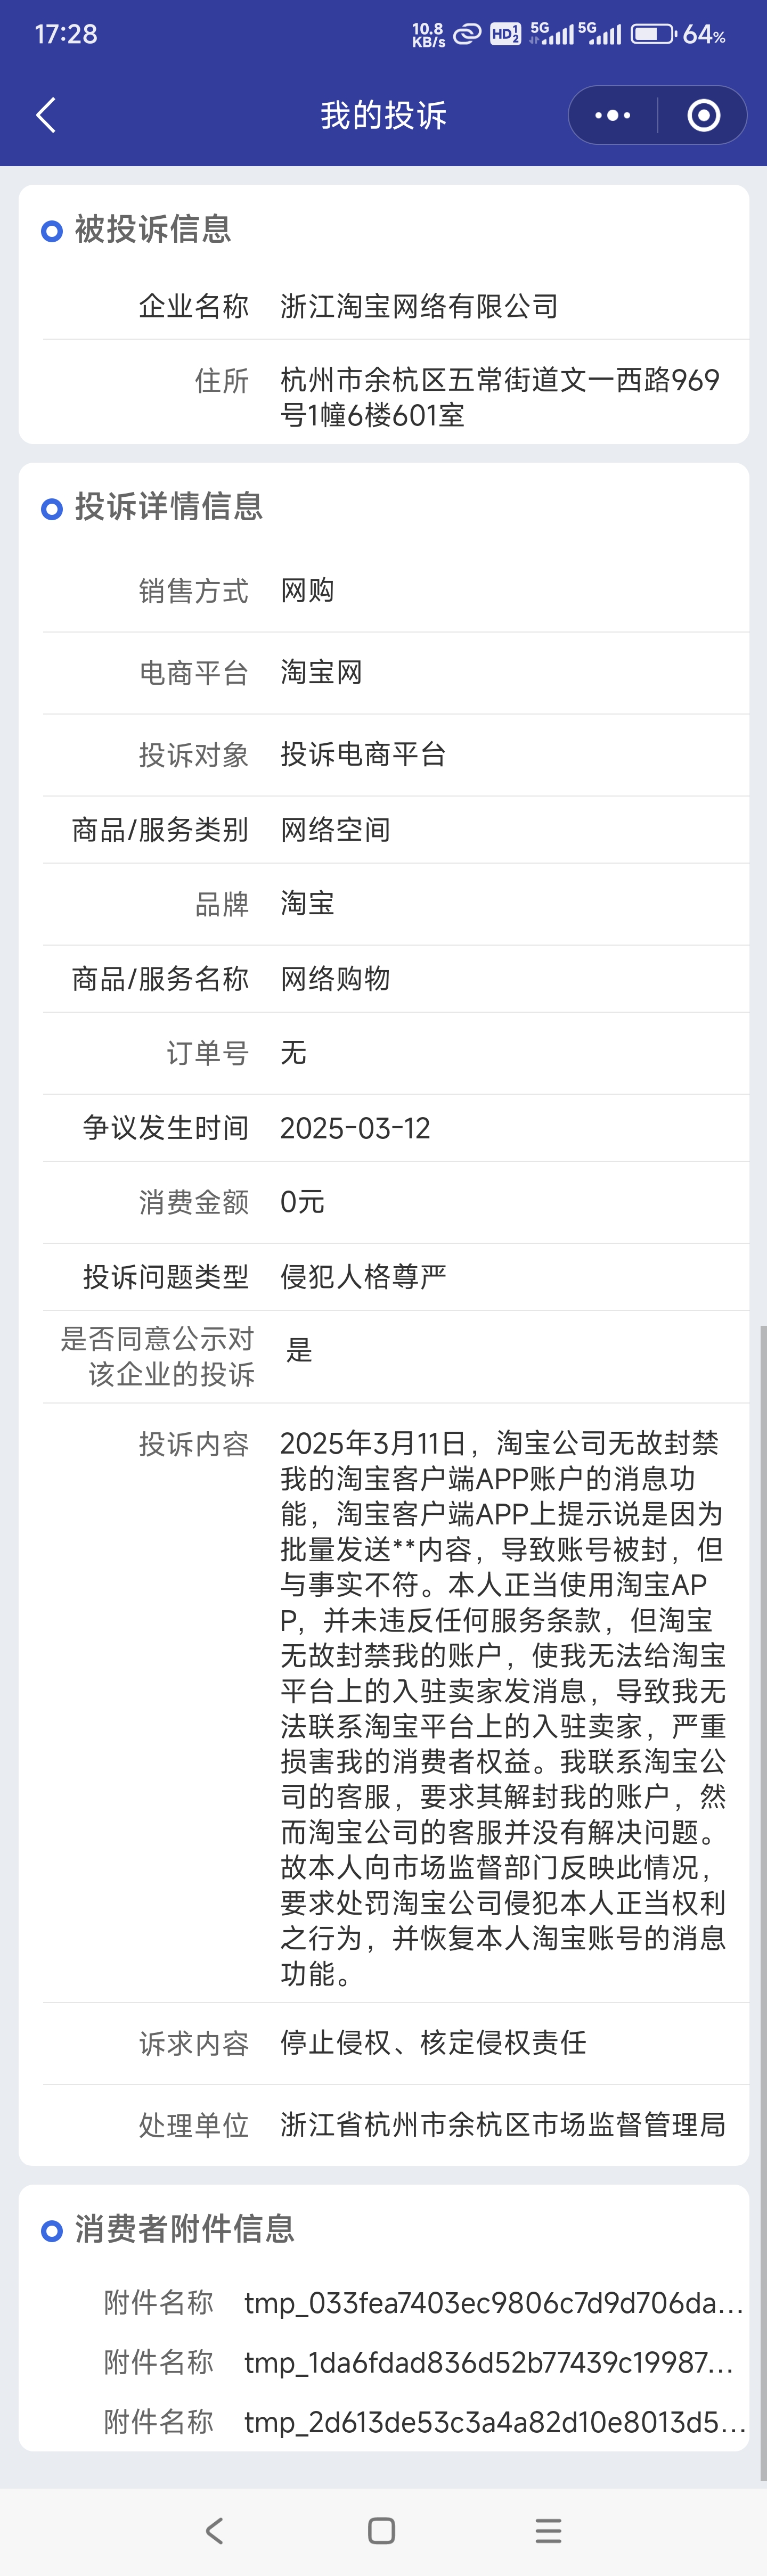 17:28
10.8 KB/s
HD 1 2
5G
5G
64%
我的投诉
被投诉信息
企业名称 浙江淘宝网络有限公司
住所 杭州市余杭区五常街道文一西路969
号1幢6楼601室
投诉详情信息
销售方式 网购
电商平台 淘宝网
投诉对象 投诉电商平台
商品/服务类别 网络空间
品牌 淘宝
商品/服务名称 网络购物
订单号 无
争议发生时间 2025-03-12
消费金额 0元
投诉问题类型 侵犯人格尊严
是否同意公示对
该企业的投诉
是
投诉内容 2025年3月11日，淘宝公司无故封禁
我的淘宝客户端APP账户的消息功
能，淘宝客户端APP上提示说是因为
批量发送**内容，导致账号被封，但
与事实不符。本人正当使用淘宝AP
P，并未违反任何服务条款，但淘宝
无故封禁我的账户，使我无法给淘宝
平台上的入驻卖家发消息，导致我无
法联系淘宝平台上的入驻卖家，严重
损害我的消费者权益。我联系淘宝公
司的客服，要求其解封我的账户，然
而淘宝公司的客服并没有解决问题。
故本人向市场监督部门反映此情况，
要求处罚淘宝公司侵犯本人正当权利
之行为，并恢复本人淘宝账号的消息
功能。
诉求内容 停止侵权、核定侵权责任
处理单位 浙江省杭州市余杭区市场监督管理局
消费者附件信息
附件名称 tmp_033fea7403ec9806c7d9d706da...
附件名称 tmp_1da6fdad836d52b77439c19987...
附件名称 tmp_2d613de53c3a4a82d10e8013d5...